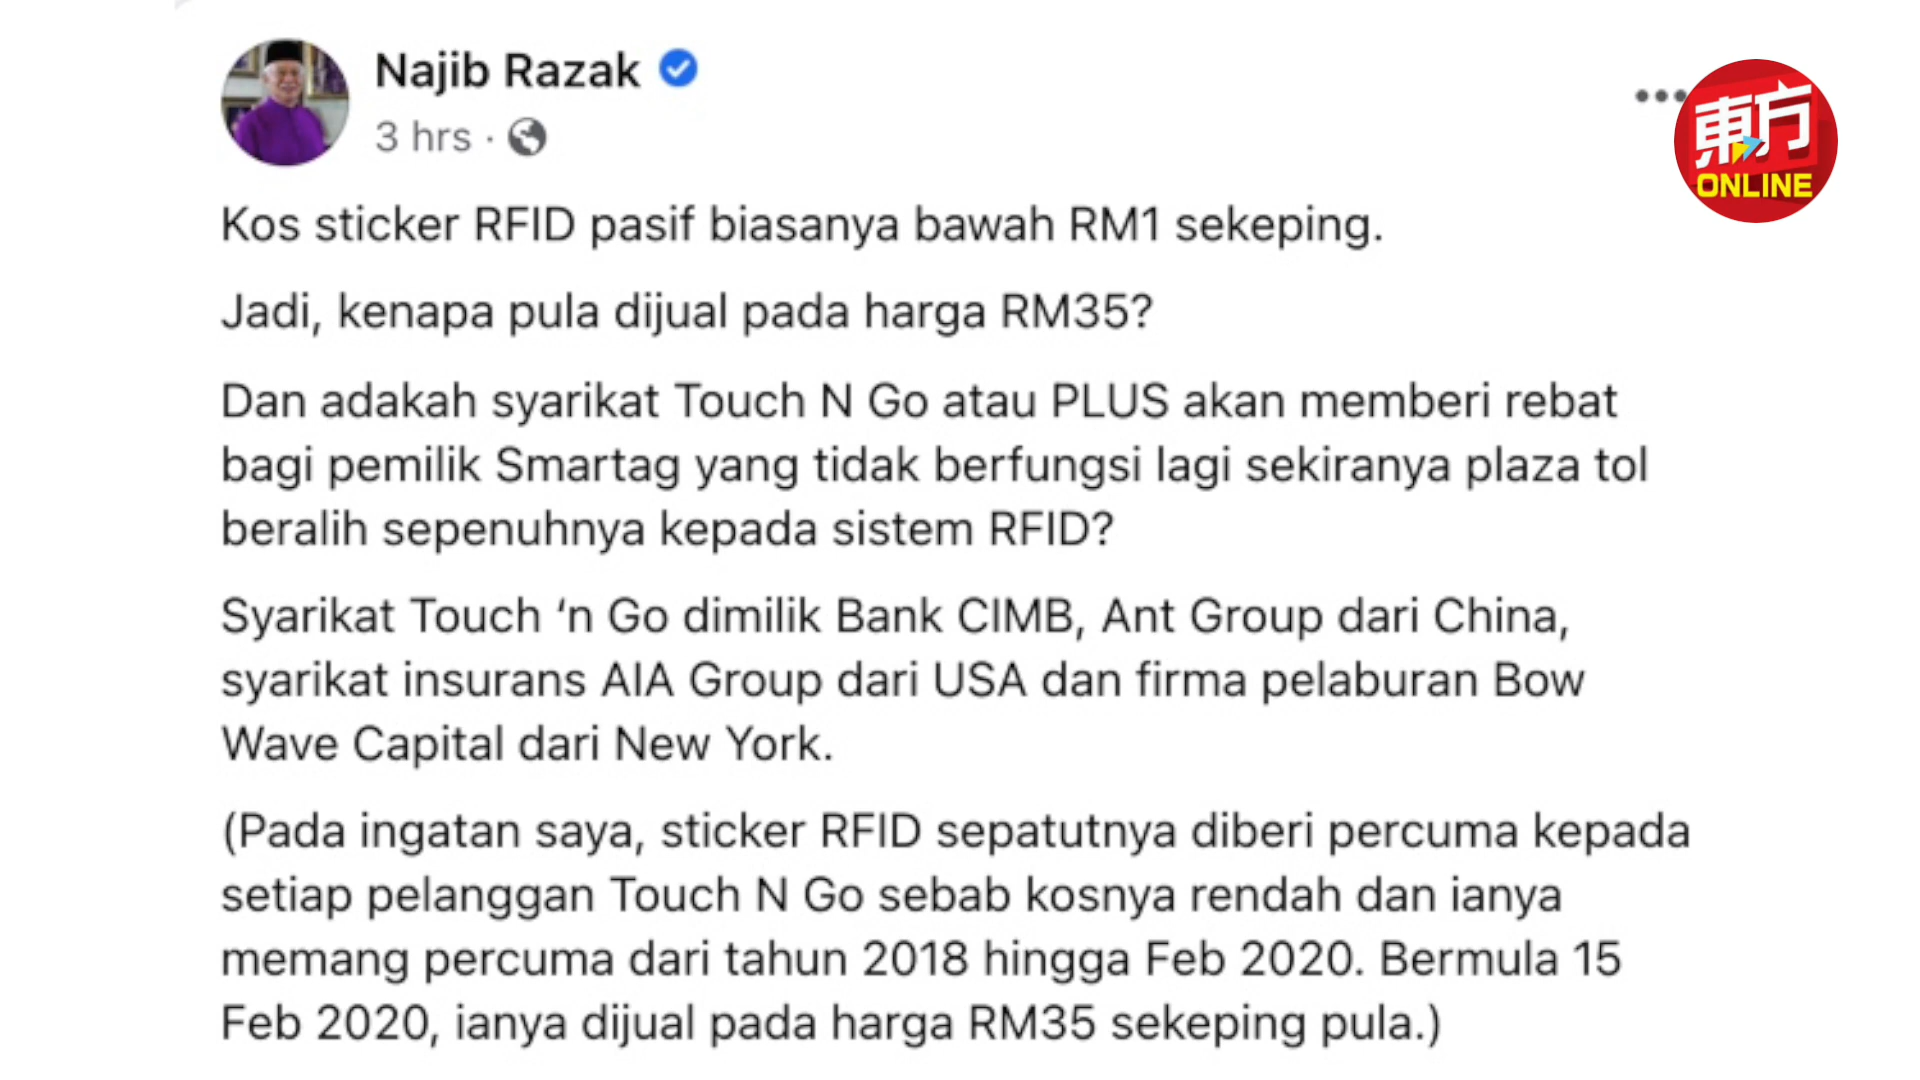 Najib Razak
3 hrs ·
東方
ONLINE
Kos sticker RFID pasif biasanya bawah RM1 sekeping.
Jadi, kenapa pula dijual pada harga RM35?
Dan adakah syarikat Touch N Go atau PLUS akan memberi rebat
bagi pemilik Smartag yang tidak berfungsi lagi sekiranya plaza tol
beralih sepenuhnya kepada sistem RFID?
Syarikat Touch ‘n Go dimilik Bank CIMB, Ant Group dari China,
syarikat insurans AIA Group dari USA dan firma pelaburan Bow
Wave Capital dari New York.
(Pada ingatan saya, sticker RFID sepatutnya diberi percuma kepada
setiap pelanggan Touch N Go sebab kosnya rendah dan ianya
memang percuma dari tahun 2018 hingga Feb 2020. Bermula 15
Feb 2020, ianya dijual pada harga RM35 sekeping pula.)